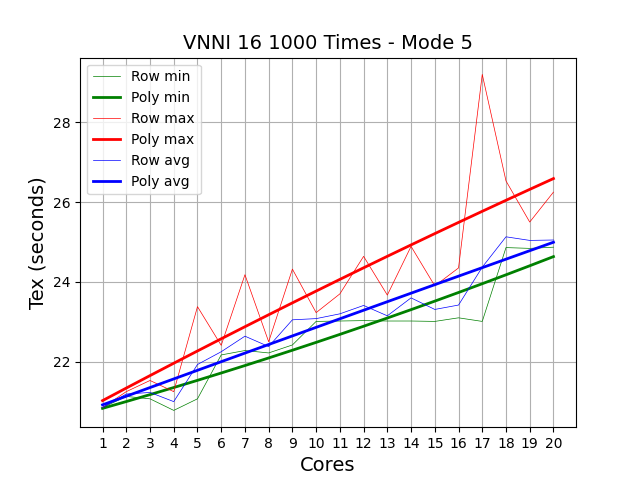 VNNI 16 1000 Times - Mode 5
Row min
Poly min
Row max
Poly max
Row avg
Poly avg
Tex (seconds)
28
26
24
22
1 2 3 4 5 6 7 8 9 10 11 12 13 14 15 16 17 18 19 20
Cores